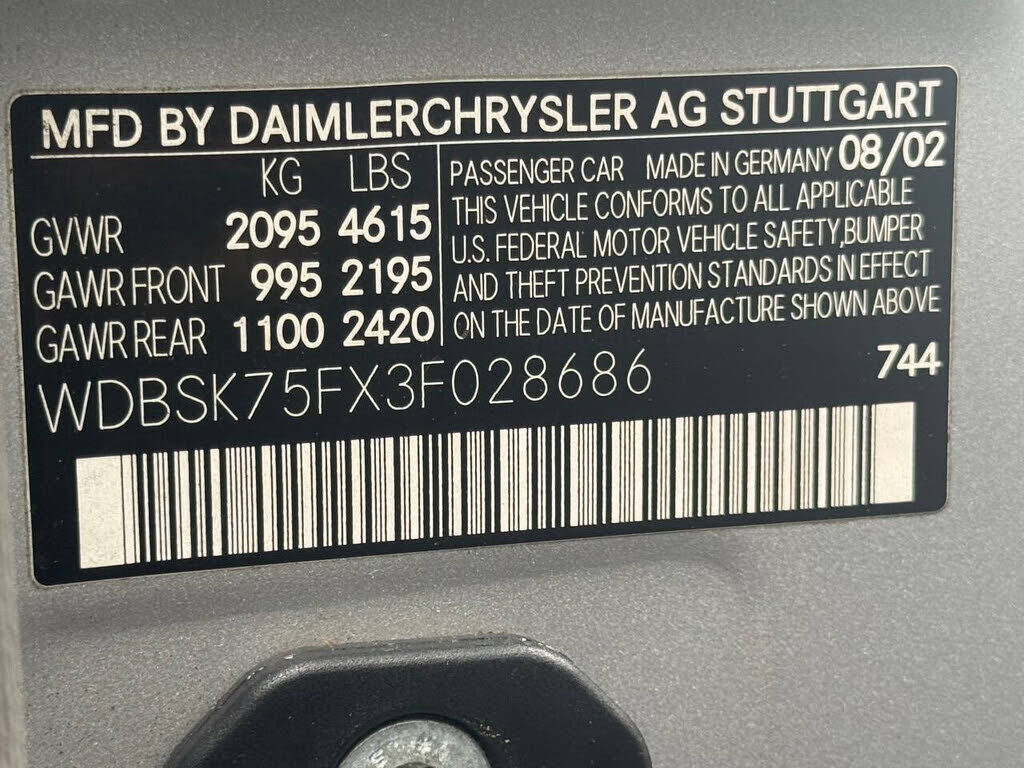 MFD BY DAIMLERCHRYSLER AG STUTTGART
KG LBS
GVWR 2095 4615
GAWR FRONT 995 2195
GAWR REAR 1100 2420
PASSENGER CAR MADE IN GERMANY 08/02
THIS VEHICLE CONFORMS TO ALL APPLICABLE
U.S. FEDERAL MOTOR VEHICLE SAFETY,BUMPER
AND THEFT PREVENTION STANDARDS IN EFFECT
ON THE DATE OF MANUFACTURE SHOWN ABOVE
WDBSK75FX3F028686
744